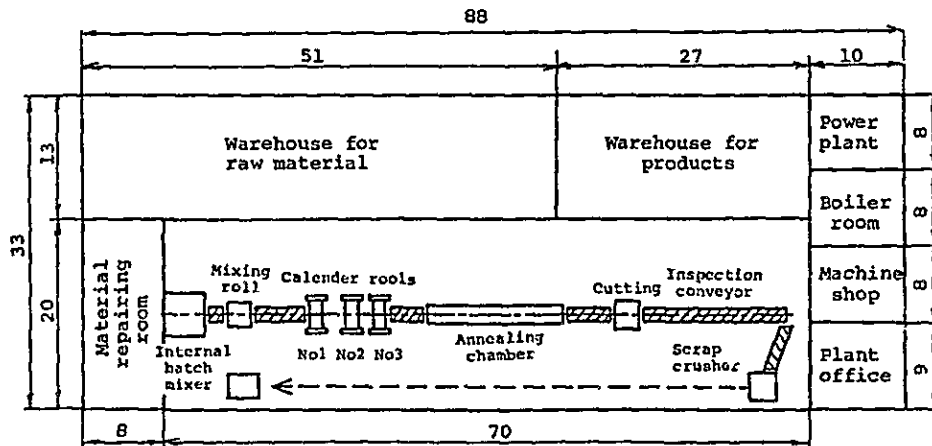 88
51
27
10
33
13
20
Warehouse for
raw material
Warehouse for
products
Power
plant
8
Boiler
room
8
Machine
shop
8
Plant
office
9
Material
repairing
room
Mixing
roll
Calender rools
Cutting
Inspection
conveyor
Internal
batch
mixer
No1
No2
No3
Annealing
chamber
Scrap
crusher
8
70